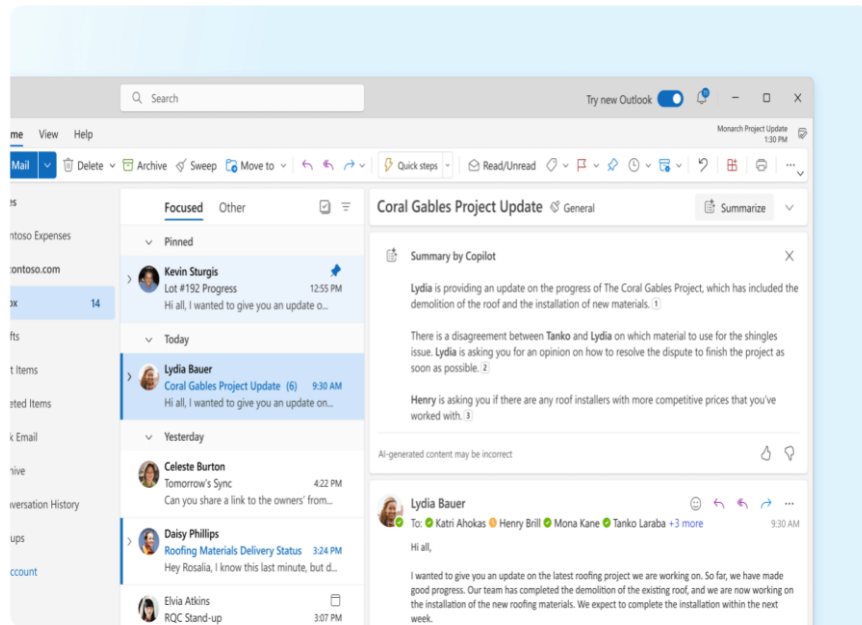 Search
Try new Outlook
me View Help
Monarch Project Update
1:30 PM
Mail Delete Archive Sweep Move to Quick steps Read/Unread
es
ntoso Expenses
ontoso.com
ox 14
fts
t Items
eted Items
k Email
hive
nversation History
ups
ccount
Focused Other
Pinned
Kevin Sturgis
Lot #192 Progress 12:55 PM
Hi all, I wanted to give you an update o...
Today
Lydia Bauer
Coral Gables Project Update (6) 9:30 AM
Hi all, I wanted to give you an update on...
Yesterday
Celeste Burton
Tomorrow's Sync 4:22 PM
Can you share a link to the owners' from...
Daisy Phillips
Roofing Materials Delivery Status 3:24 PM
Hey Rosalia, I know this last minute, but d...
Elvia Atkins
RQC Stand-up 3:07 PM
Coral Gables Project Update General Summarize
Summary by Copilot
Lydia is providing an update on the progress of The Coral Gables Project, which has included the
demolition of the roof and the installation of new materials. 1
There is a disagreement between Tanko and Lydia on which material to use for the shingles
issue. Lydia is asking you for an opinion on how to resolve the dispute to finish the project as
soon as possible. 2
Henry is asking you if there are any roof installers with more competitive prices that you've
worked with. 3
AI-generated content may be incorrect
Lydia Bauer
To: Katri Ahokas Henry Brill Mona Kane Tanko Laraba +3 more 9:30 AM
Hi all,
I wanted to give you an update on the latest roofing project we are working on. So far, we have made
good progress. Our team has completed the demolition of the existing roof, and we are now working on
the installation of the new roofing materials. We expect to complete the installation within the next
week.